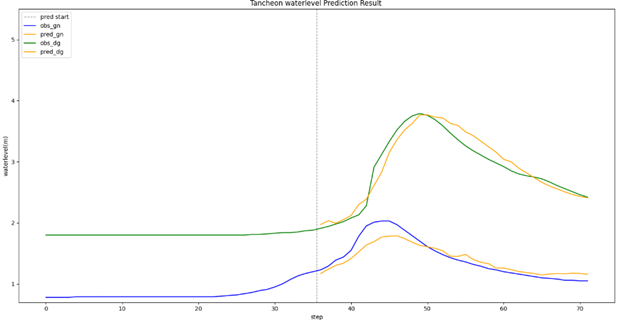 Tancheon waterlevel Prediction Result
pred start
obs_gn
pred_gn
obs_dg
pred_dg
5
4
3
2
1
waterlevel(m)
0 10 20 30 40 50 60 70
step